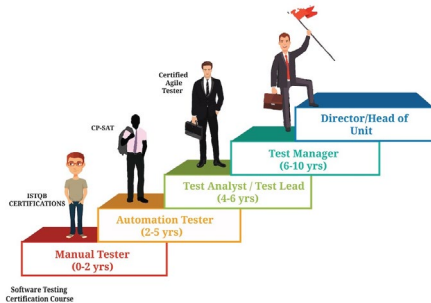 Director/Head of
Unit
Test Manager
(6-10 yrs)
Certified
Agile
Tester
Test Analyst / Test Lead
(4-6 yrs)
CP-SAT
Automation Tester
(2-5 yrs)
ISTQB
CERTIFICATIONS
Manual Tester
(0-2 yrs)
Software Testing
Certification Course